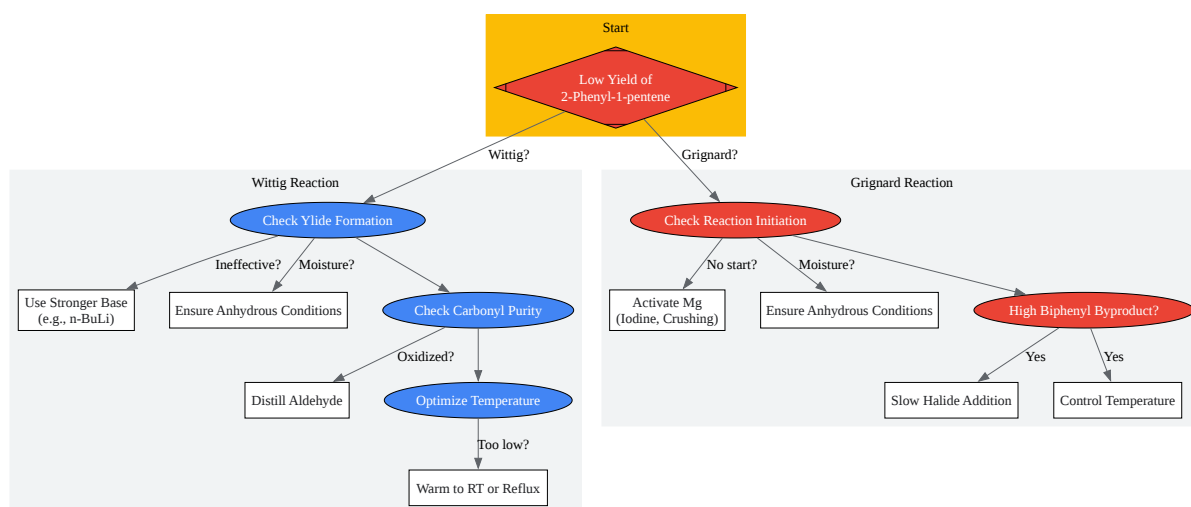 Start
Low Yield of
2-Phenyl-1-pentene
Wittig?
Grignard?
Wittig Reaction
Check Ylide Formation
Ineffective?
Moisture?
Use Stronger Base
(e.g., n-BuLi)
Ensure Anhydrous Conditions
Check Carbonyl Purity
Oxidized?
Distill Aldehyde
Optimize Temperature
Too low?
Warm to RT or Reflux
Grignard Reaction
Check Reaction Initiation
No start?
Moisture?
Activate Mg
(Iodine, Crushing)
Ensure Anhydrous Conditions
High Biphenyl Byproduct?
Yes
Yes
Slow Halide Addition
Control Temperature